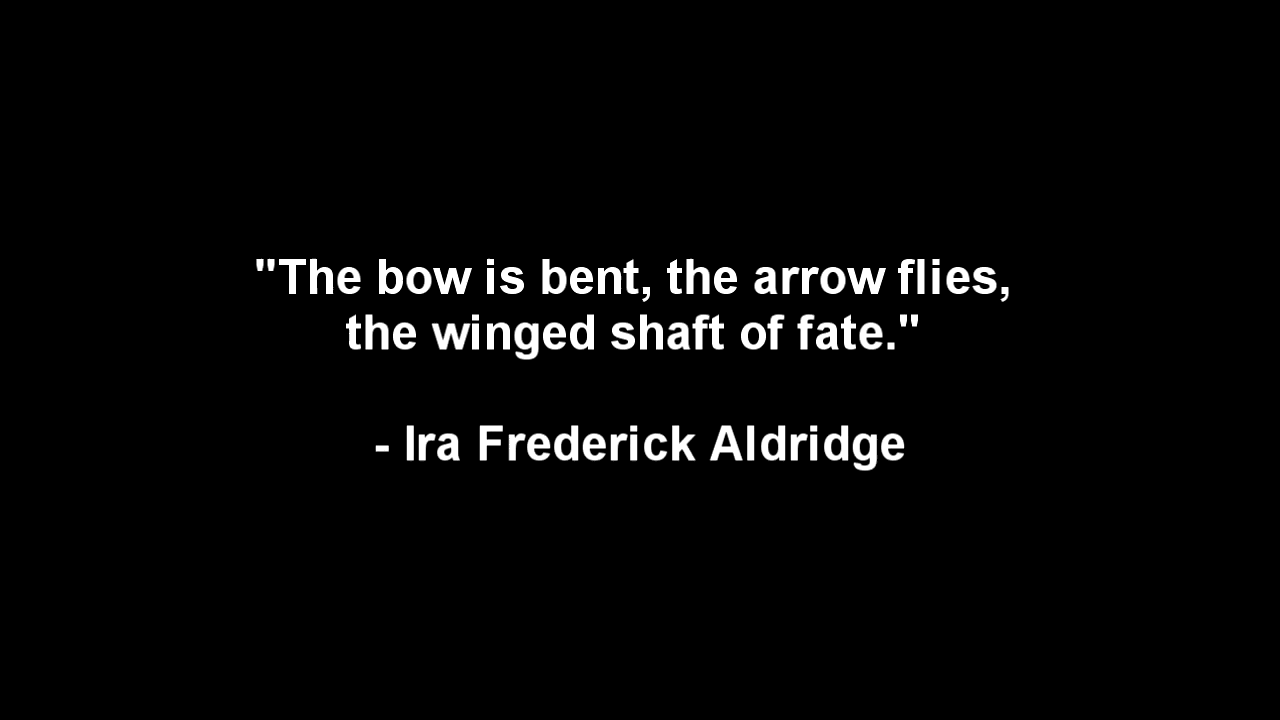 "The bow is bent, the arrow flies,
the winged shaft of fate."
- Ira Frederick Aldridge